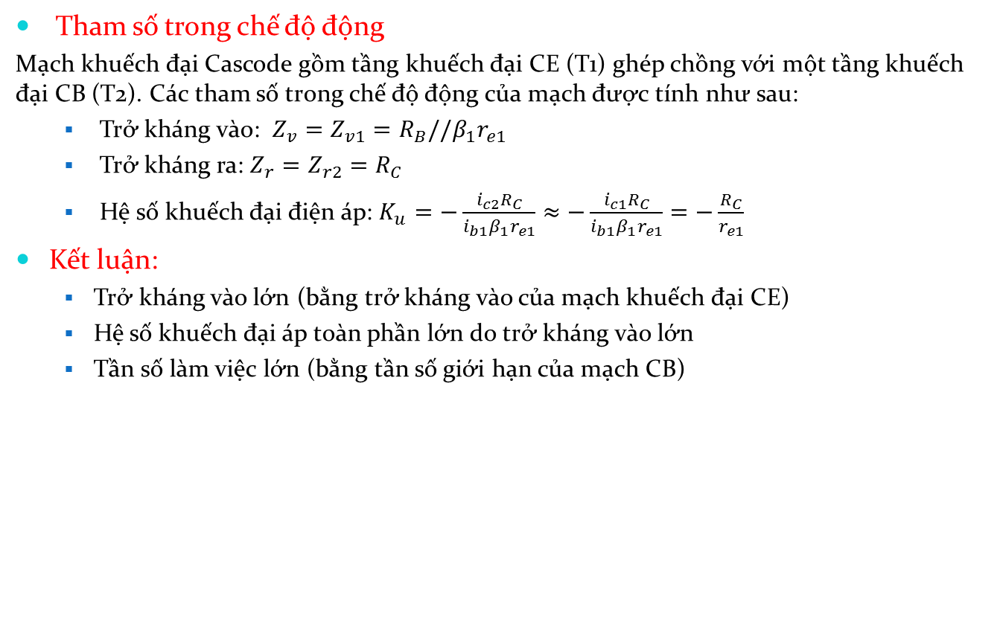 • Tham số trong chế độ động
Mạch khuếch đại Cascode gồm tầng khuếch đại CE (T1) ghép chồng với một tầng khuếch
đại CB (T2). Các tham số trong chế độ động của mạch được tính như sau:
▪ Trở kháng vào: $Z_v = Z_{v1} = R_B // \beta_1 r_{e1}$
▪ Trở kháng ra: $Z_r = Z_{r2} = R_C$
▪ Hệ số khuếch đại điện áp: $K_u = -\frac{i_{c2} R_C}{i_{b1} \beta_1 r_{e1}} \approx -\frac{i_{c1} R_C}{i_{b1} \beta_1 r_{e1}} = -\frac{R_C}{r_{e1}}$
• Kết luận:
▪ Trở kháng vào lớn (bằng trở kháng vào của mạch khuếch đại CE)
▪ Hệ số khuếch đại áp toàn phần lớn do trở kháng vào lớn
▪ Tần số làm việc lớn (bằng tần số giới hạn của mạch CB)